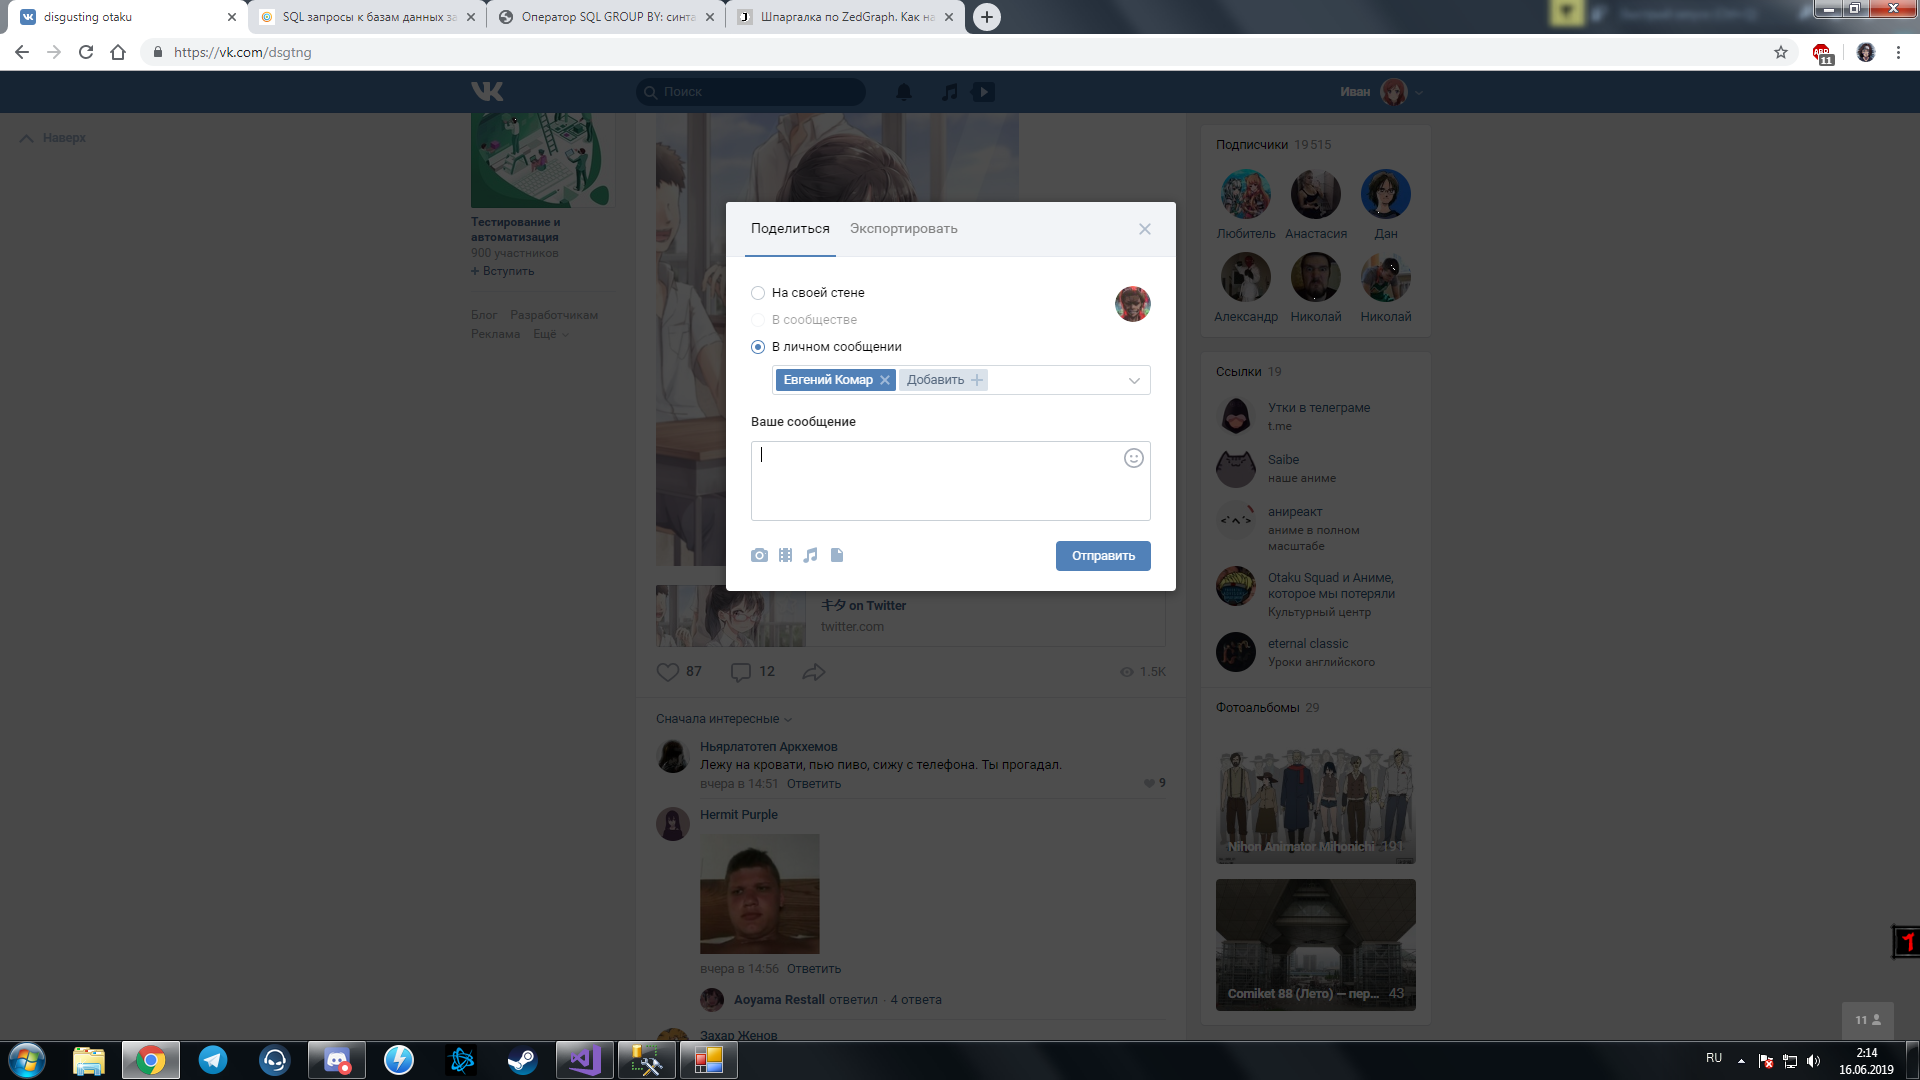 disgusting otaku
SQL запросы к базам данных за
Оператор SQL GROUP BY: синта
Шпаргалка по ZedGraph. Как на
https://vk.com/dsgtng
ABP
11
Поиск
Иван
Наверх
Тестирование и
автоматизация
900 участников
+ Вступить
Блог Разработчикам
Реклама Ещё
Поделиться
Экспортировать
На своей стене
В сообществе
В личном сообщении
Евгений Комар
Добавить
Ваше сообщение
Отправить
キタ on Twitter
twitter.com
87
12
1.5K
Сначала интересные
Ньярлатотеп Аркхемов
Лежу на кровати, пью пиво, сижу с телефона. Ты прогадал.
вчера в 14:51 Ответить
9
Hermit Purple
вчера в 14:56 Ответить
Aoyama Restall ответил · 4 ответа
Захар Женов
Подписчики 19 515
Любитель Анастасия Дан
Александр Николай Николай
Ссылки 19
Утки в телеграме
t.me
Saibe
наше аниме
аниреакт
аниме в полном
масштабе
Otaku Squad и Аниме,
которое мы потеряли
Культурный центр
eternal classic
Уроки английского
Фотоальбомы 29
Nihon Animator Mihonichi 191
Comiket 88 (Лето) — пер... 43
11
RU
2:14
16.06.2019